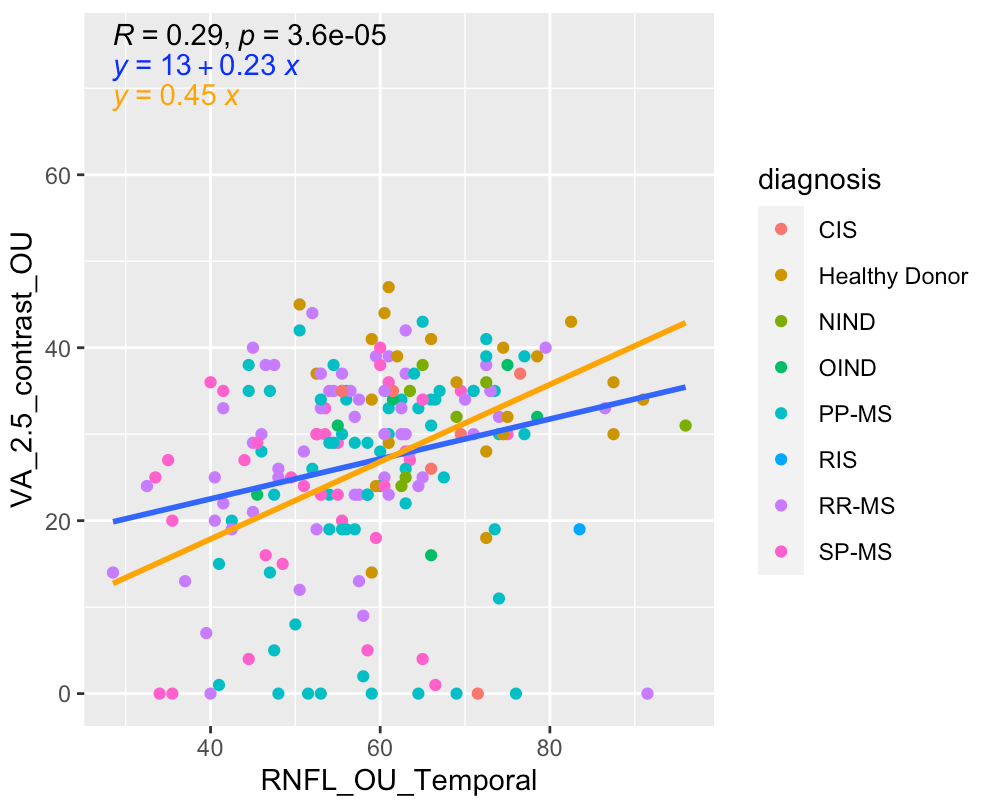 R = 0.29, p = 3.6e-05
y = 13 + 0.23 x
y = 0.45 x
VA_2.5_contrast_OU
60
40
20
0
40 60 80
RNFL_OU_Temporal
diagnosis
CIS
Healthy Donor
NIND
OIND
PP-MS
RIS
RR-MS
SP-MS